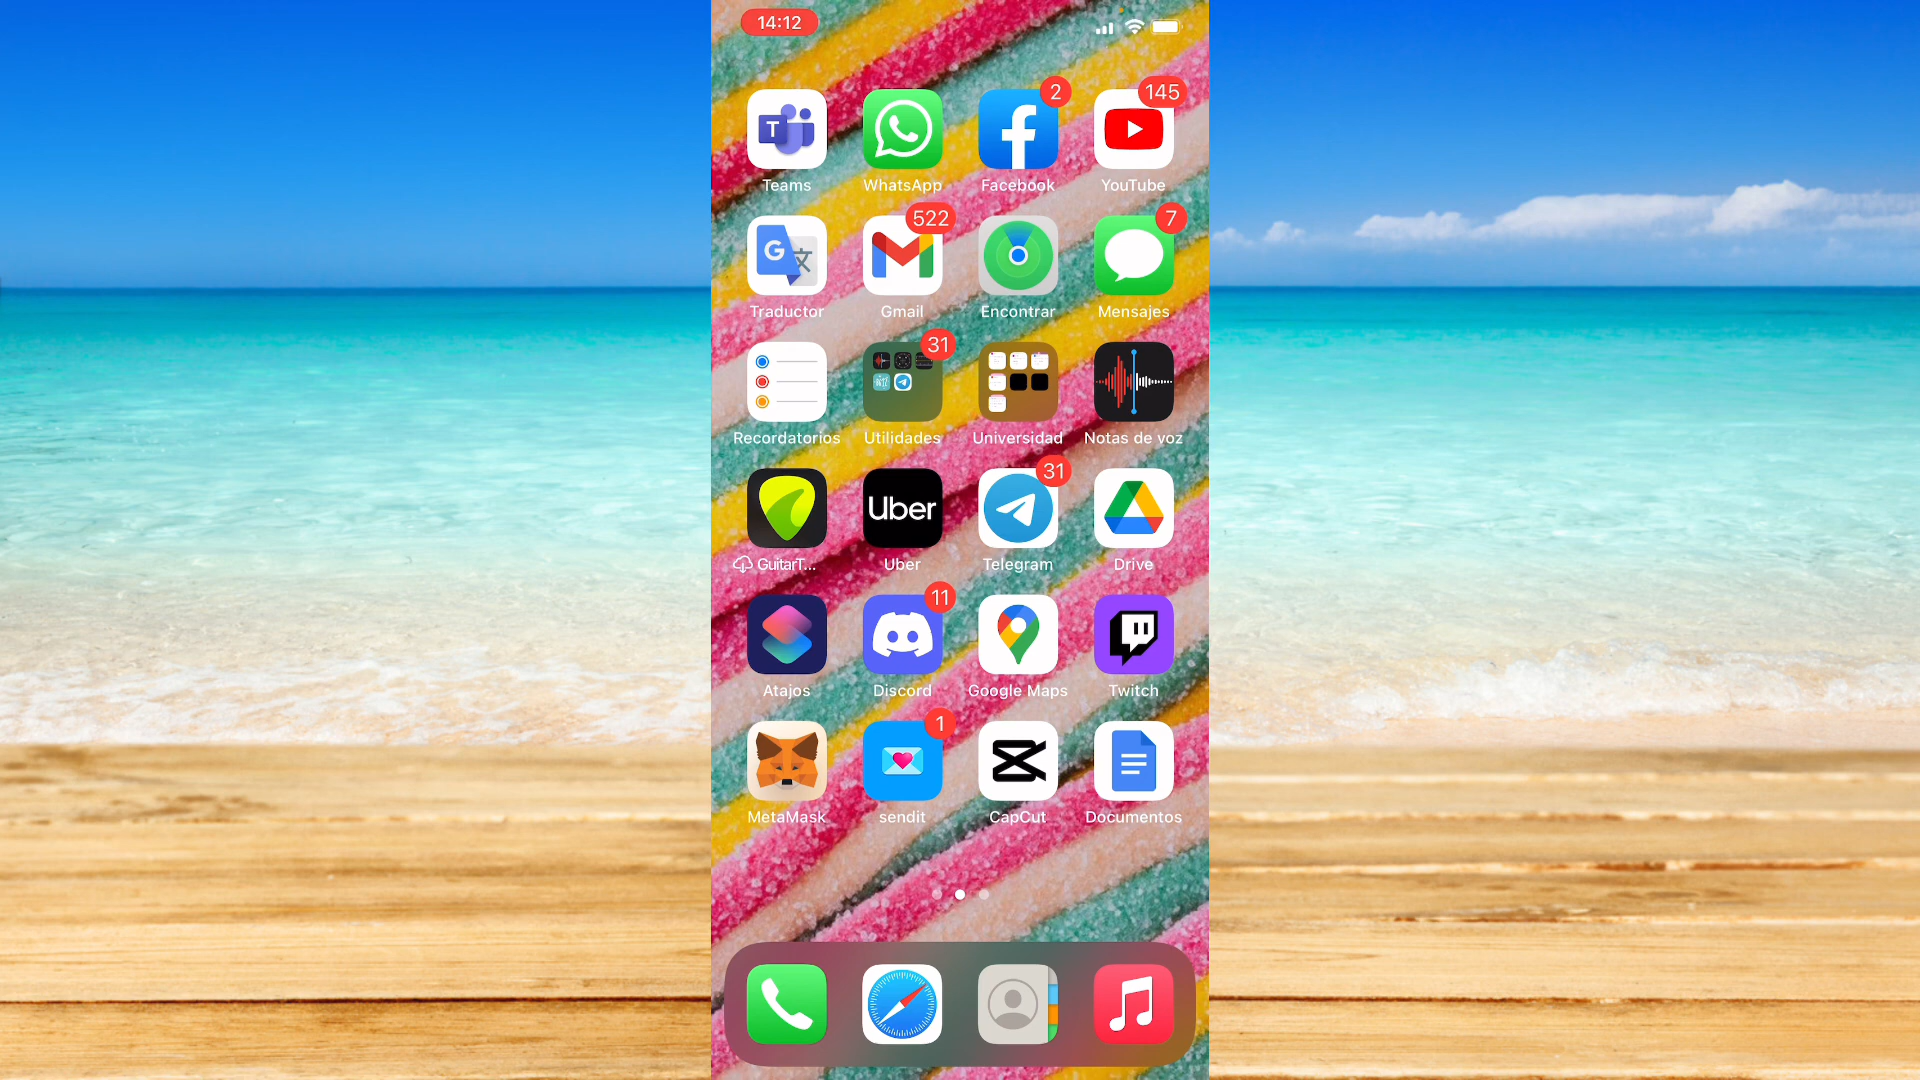 14:12
2 145
Teams WhatsApp Facebook YouTube
522 7
Traductor Gmail Encontrar Mensajes
31
Recordatorios Utilidades Universidad Notas de voz
Uber 31
GuitarT... Uber Telegram Drive
11
Atajos Discord Google Maps Twitch
1
MetaMask sendit CapCut Documentos